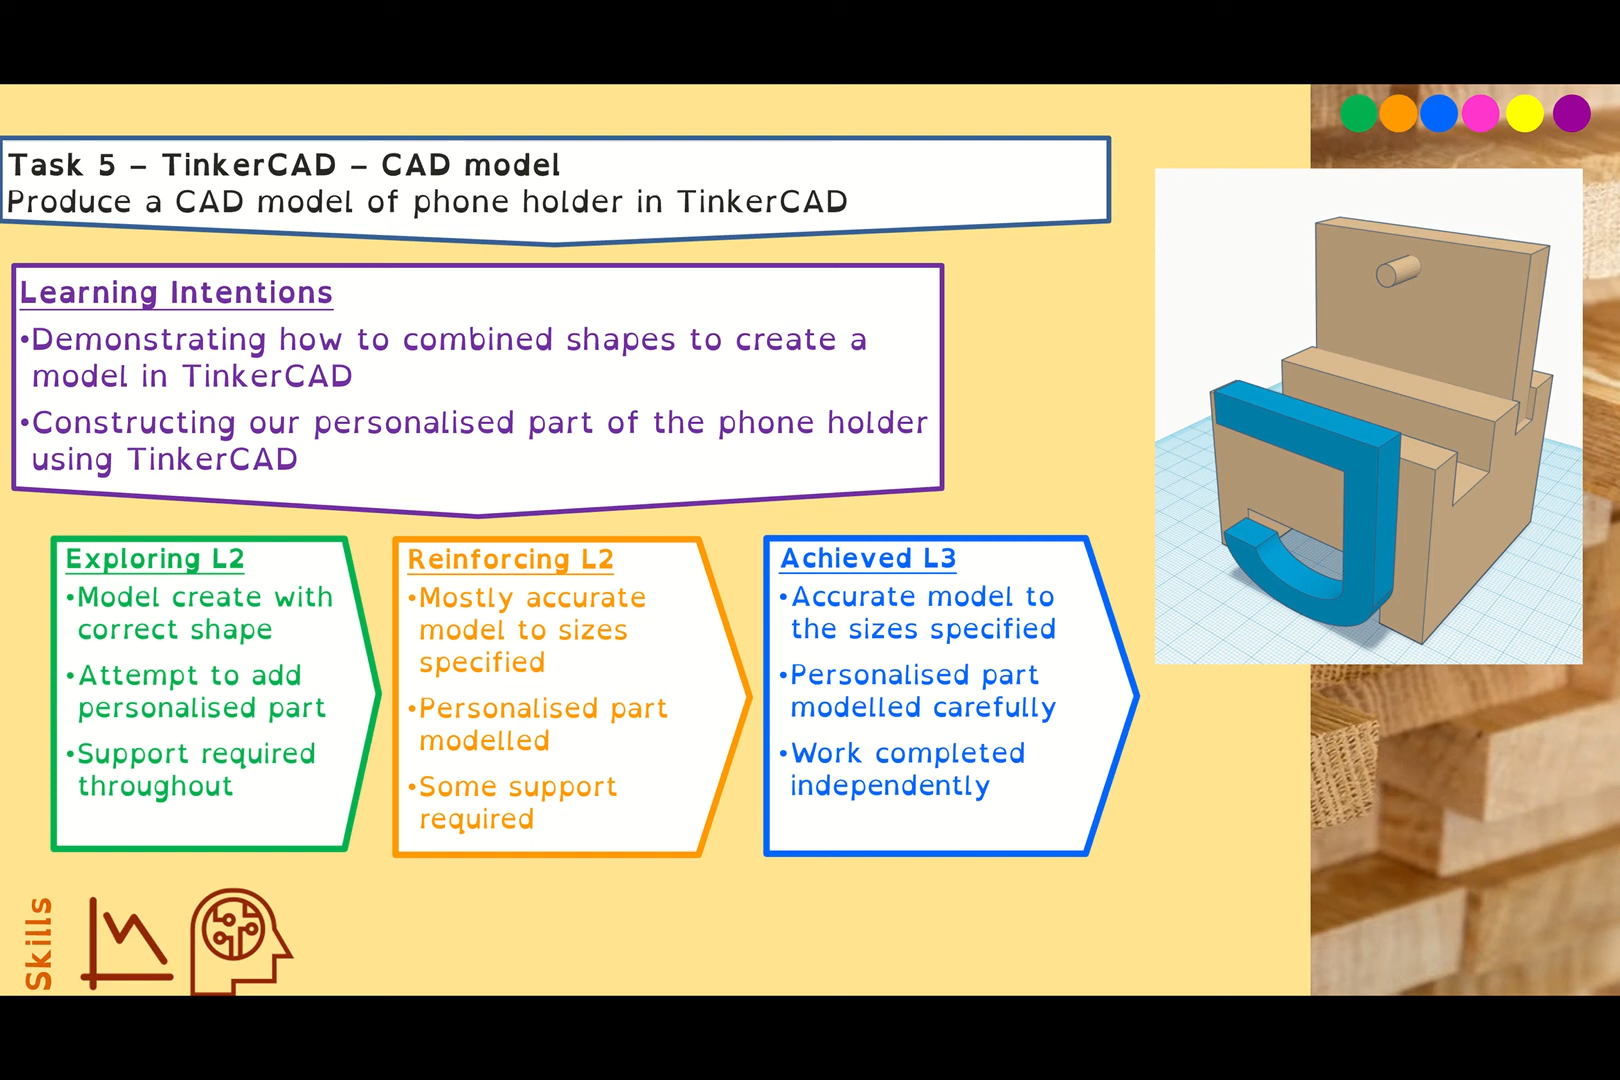 Task 5 – TinkerCAD – CAD model
Produce a CAD model of phone holder in TinkerCAD
Learning Intentions
•Demonstrating how to combined shapes to create a
model in TinkerCAD
•Constructing our personalised part of the phone holder
using TinkerCAD
Exploring L2
•Model create with
correct shape
•Attempt to add
personalised part
•Support required
throughout
Reinforcing L2
•Mostly accurate
model to sizes
specified
•Personalised part
modelled
•Some support
required
Achieved L3
•Accurate model to
the sizes specified
•Personalised part
modelled carefully
•Work completed
independently
Skills